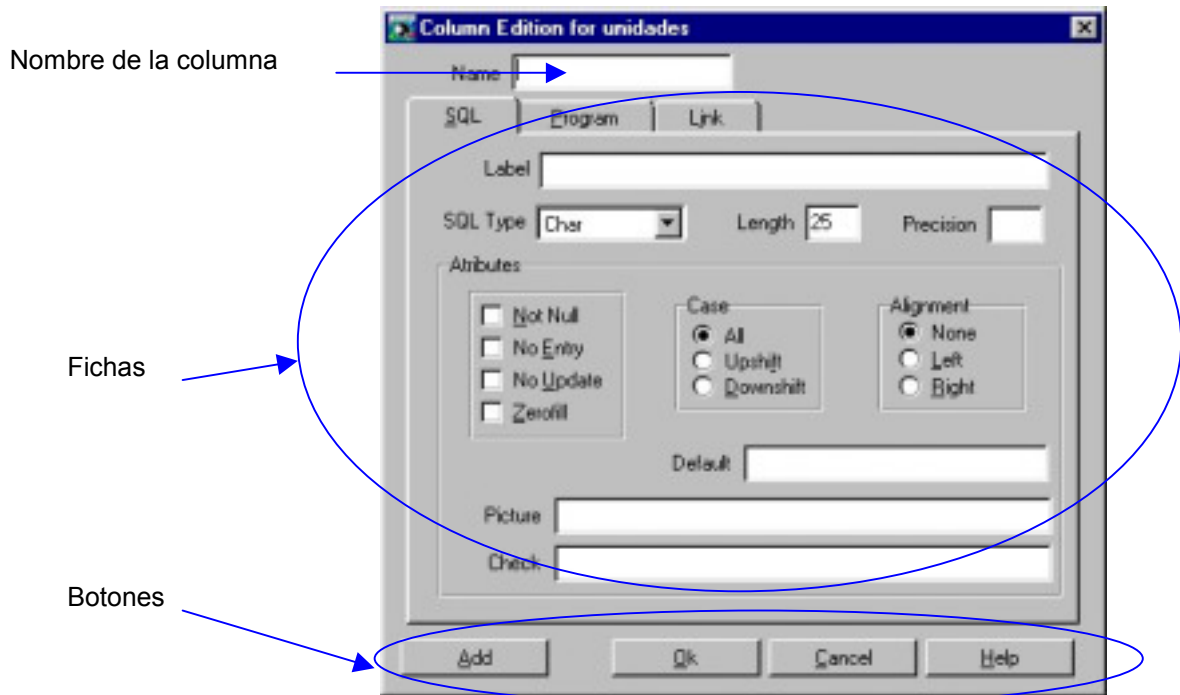 Column Edition for unidades
Nombre de la columna
Name
SQL Program Link
Label
SQL Type Char Length 25 Precision
Atributes
Not Null
No Entry
No Update
Zerofill
Case
All
Upshift
Downshift
Alignment
None
Left
Right
Fichas
Default
Picture
Check
Botones
Add Ok Cancel Help